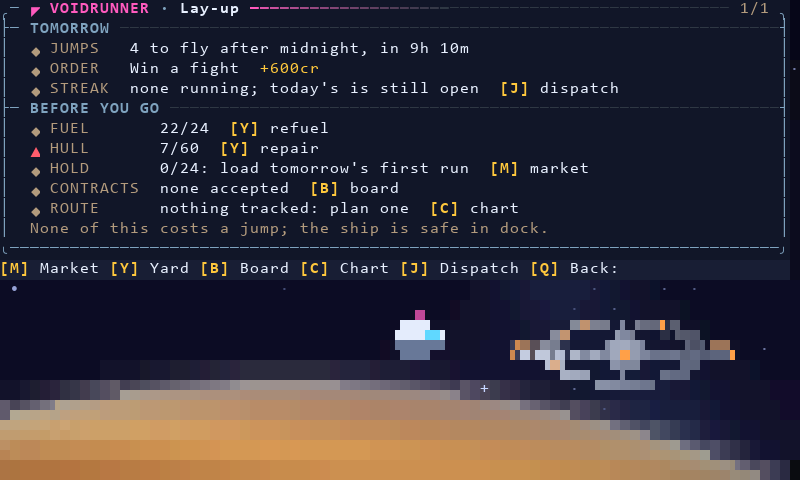 VOIDRUNNER · Lay-up 1/1
TOMORROW
JUMPS 4 to fly after midnight, in 9h 10m
ORDER Win a fight +600cr
STREAK none running; today's is still open [J] dispatch
BEFORE YOU GO
FUEL 22/24 [Y] refuel
HULL 7/60 [Y] repair
HOLD 0/24: load tomorrow's first run [M] market
CONTRACTS none accepted [B] board
ROUTE nothing tracked: plan one [C] chart
None of this costs a jump; the ship is safe in dock.
[M] Market [Y] Yard [B] Board [C] Chart [J] Dispatch [Q] Back: